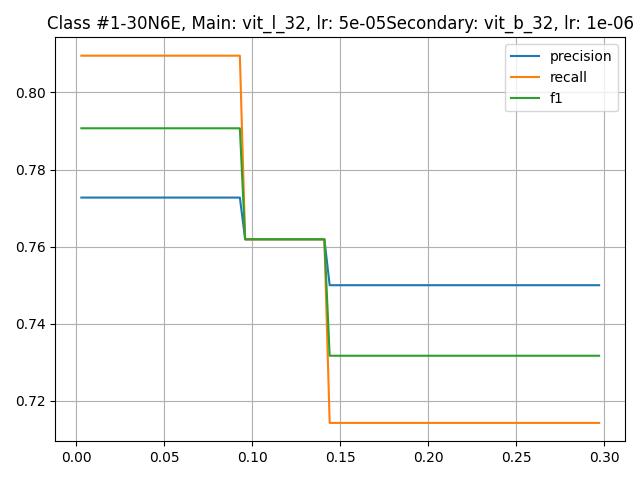 Class #1-30N6E, Main: vit_l_32, lr: 5e-05Secondary: vit_b_32, lr: 1e-06
precision
recall
f1
0.80
0.78
0.76
0.74
0.72
0.00 0.05 0.10 0.15 0.20 0.25 0.30